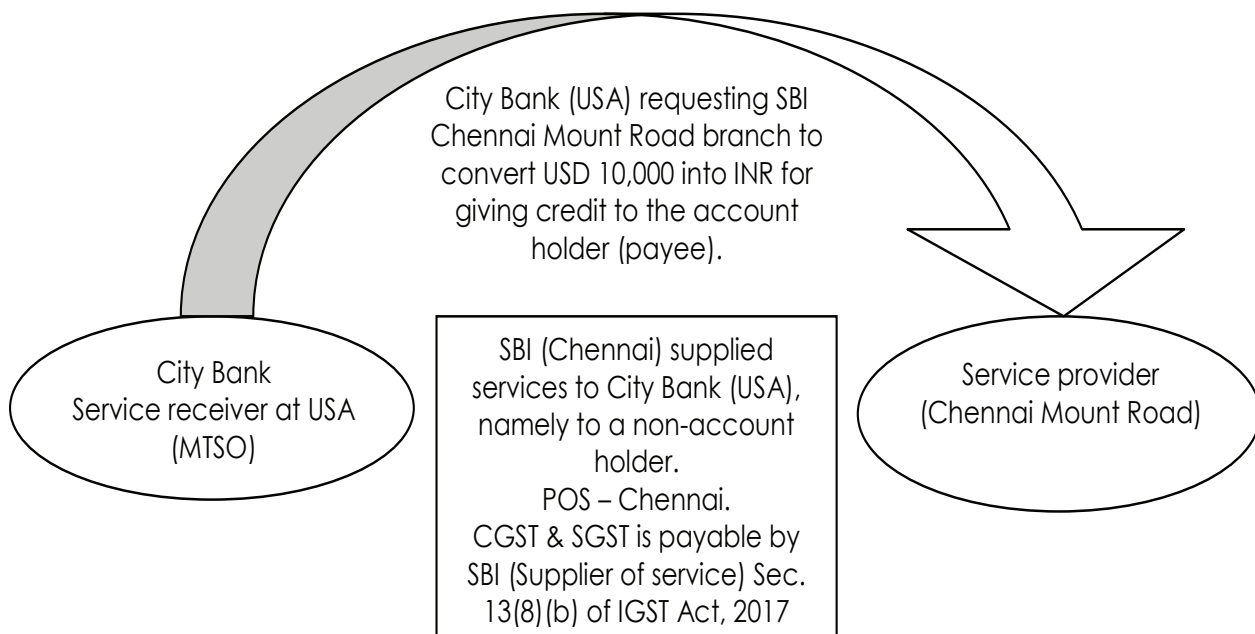 City Bank (USA) requesting SBI
Chennai Mount Road branch to
convert USD 10,000 into INR for
giving credit to the account
holder (payee).
City Bank
Service receiver at USA
(MTSO)
SBI (Chennai) supplied
services to City Bank (USA),
namely to a non-account
holder.
POS – Chennai.
CGST & SGST is payable by
SBI (Supplier of service) Sec.
13(8)(b) of IGST Act, 2017
Service provider
(Chennai Mount Road)